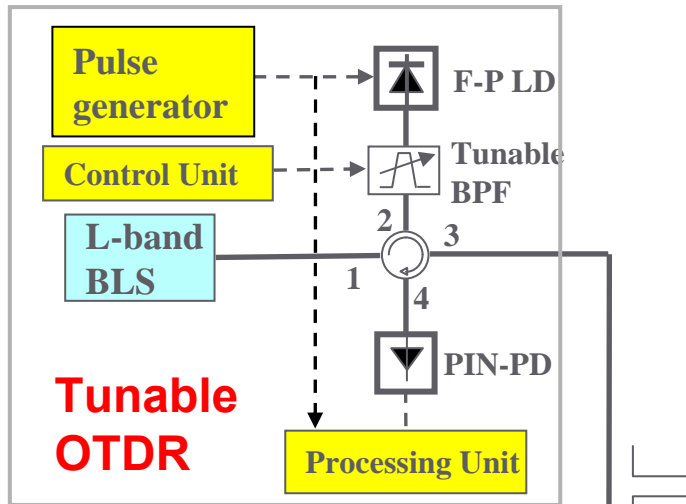 Pulse
generator
F-P LD
Control Unit
Tunable
BPF
L-band
BLS
2
3
1
4
PIN-PD
Tunable
OTDR
Processing Unit